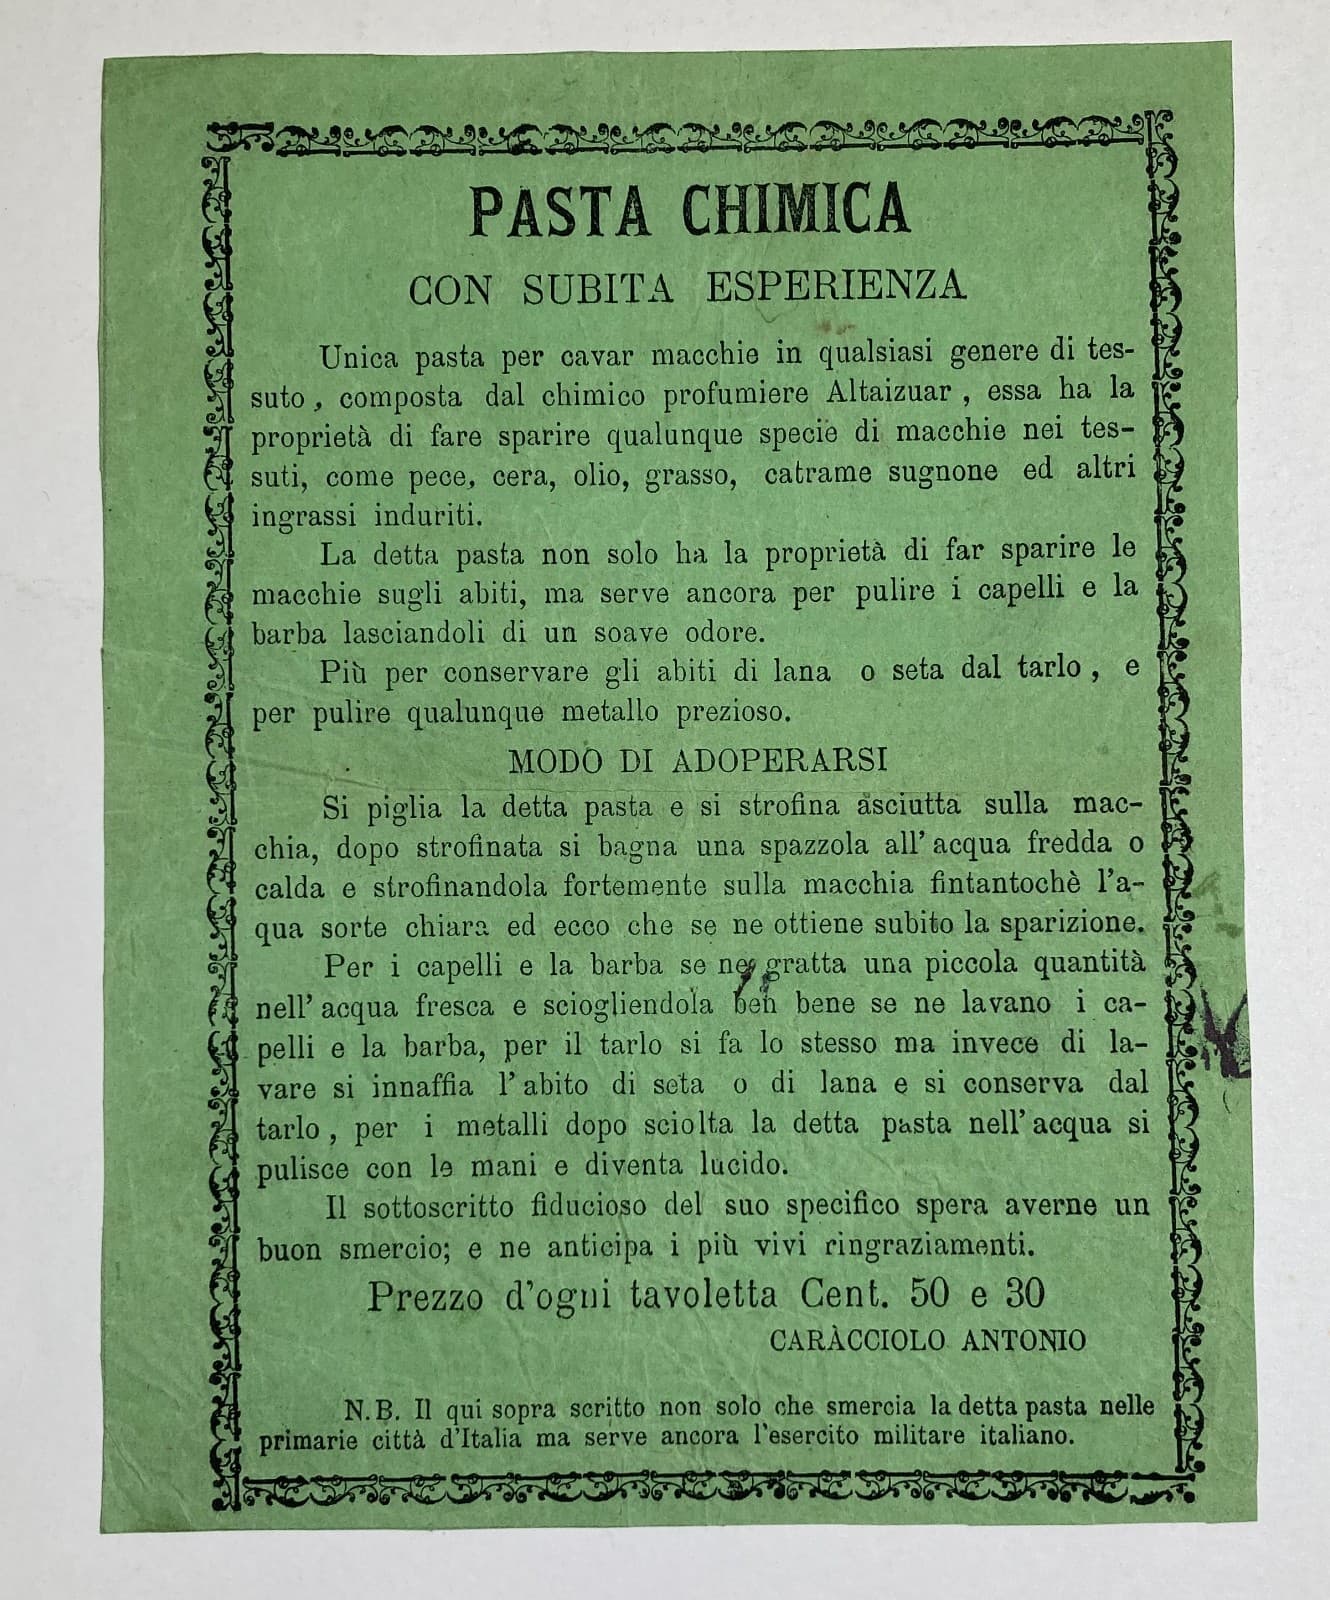 PASTA CHIMICA
CON SUBITA ESPERIENZA
Unica pasta per cavar macchie in qualsiasi genere di tes-
suto, composta dal chimico profumiere Altaizuar, essa ha la
proprietà di fare sparire qualunque specie di macchie nei tes-
suti, come pece, cera, olio, grasso, catrame sugnone ed altri
ingrassi induriti.
La detta pasta non solo ha la proprietà di far sparire le
macchie sugli abiti, ma serve ancora per pulire i capelli e la
barba lasciandoli di un soave odore.
Più per conservare gli abiti di lana o seta dal tarlo, e
per pulire qualunque metallo prezioso.
MODO DI ADOPERARSI
Si piglia la detta pasta e si strofina asciutta sulla mac-
chia, dopo strofinata si bagna una spazzola all'acqua fredda o
calda e strofinandola fortemente sulla macchia fintantochè l'a-
qua sorte chiara ed ecco che se ne ottiene subito la sparizione.
Per i capelli e la barba se ne gratta una piccola quantità
nell'acqua fresca e sciogliendola ben bene se ne lavano i ca-
pelli e la barba, per il tarlo si fa lo stesso ma invece di la-
vare si innaffia l'abito di seta o di lana e si conserva dal
tarlo, per i metalli dopo sciolta la detta pasta nell'acqua si
pulisce con le mani e diventa lucido.
Il sottoscritto fiducioso del suo specifico spera averne un
buon smercio; e ne anticipa i più vivi ringraziamenti.
Prezzo d'ogni tavoletta Cent. 50 e 30
CARÀCCIOLO ANTONIO
N.B. Il qui sopra scritto non solo che smercia la detta pasta nelle
primarie città d'Italia ma serve ancora l'esercito militare italiano.